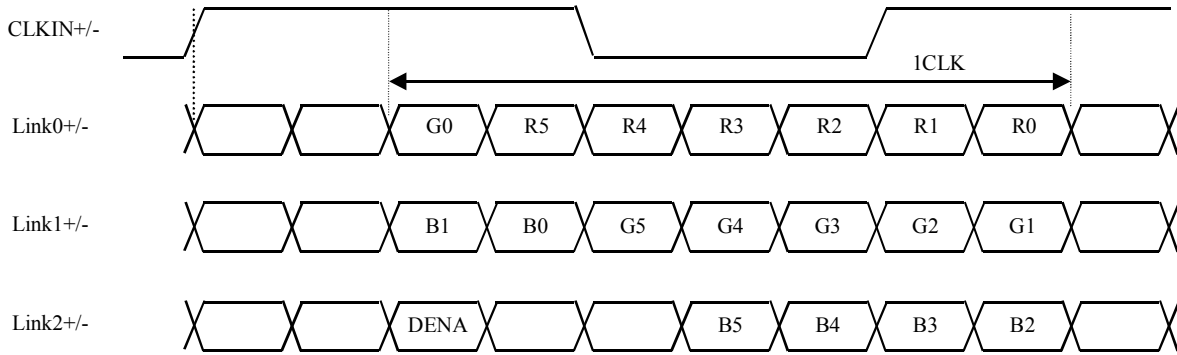 CLKIN+/-
1CLK
Link0+/- G0 R5 R4 R3 R2 R1 R0
Link1+/- B1 B0 G5 G4 G3 G2 G1
Link2+/- DENA B5 B4 B3 B2